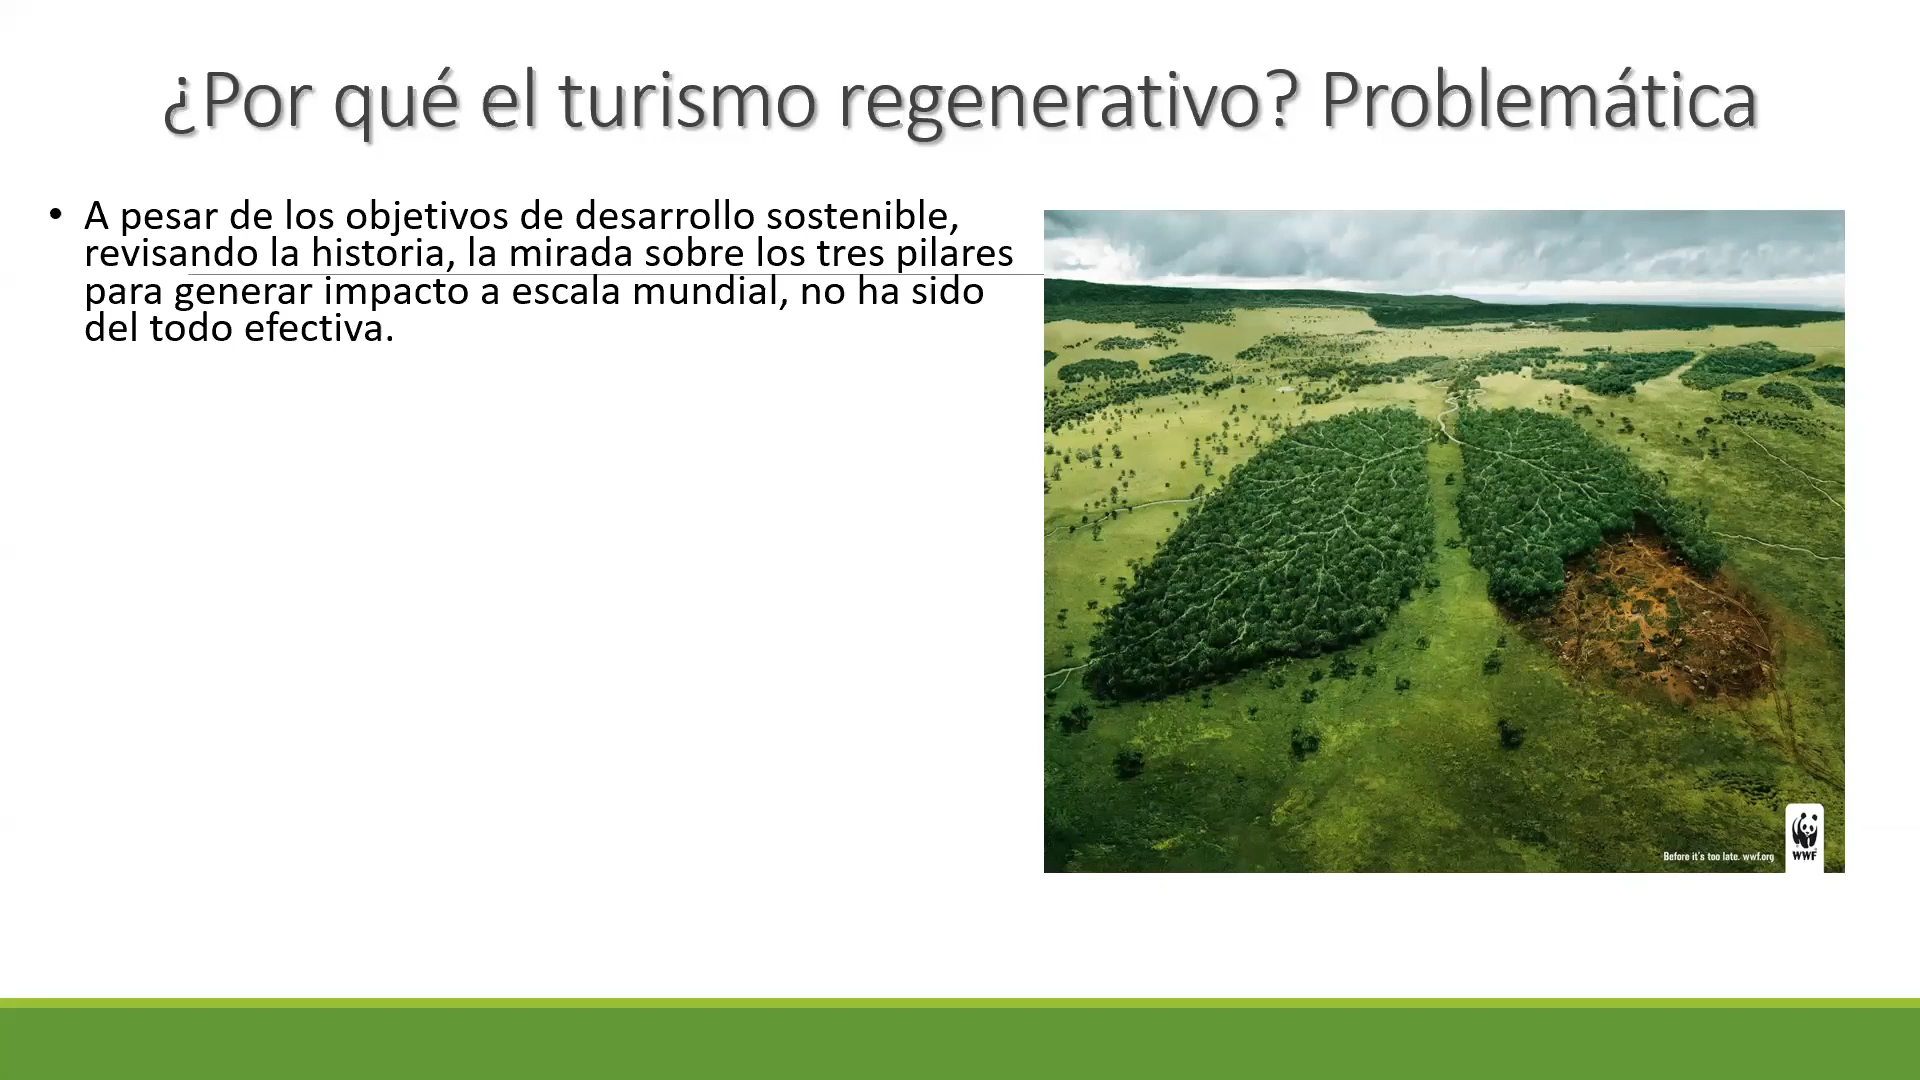 ¿Por qué el turismo regenerativo? Problemática
• A pesar de los objetivos de desarrollo sostenible,
revisando la historia, la mirada sobre los tres pilares
para generar impacto a escala mundial, no ha sido
del todo efectiva.
Before it's too late. wwf.org
WWF